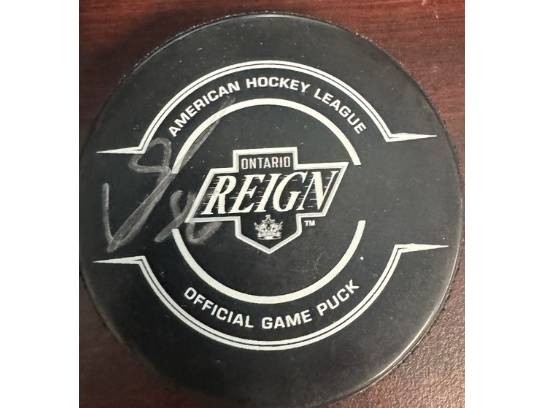 AMERICAN HOCKEY LEAGUE
ONTARIO
REIGN
TM
OFFICIAL GAME PUCK